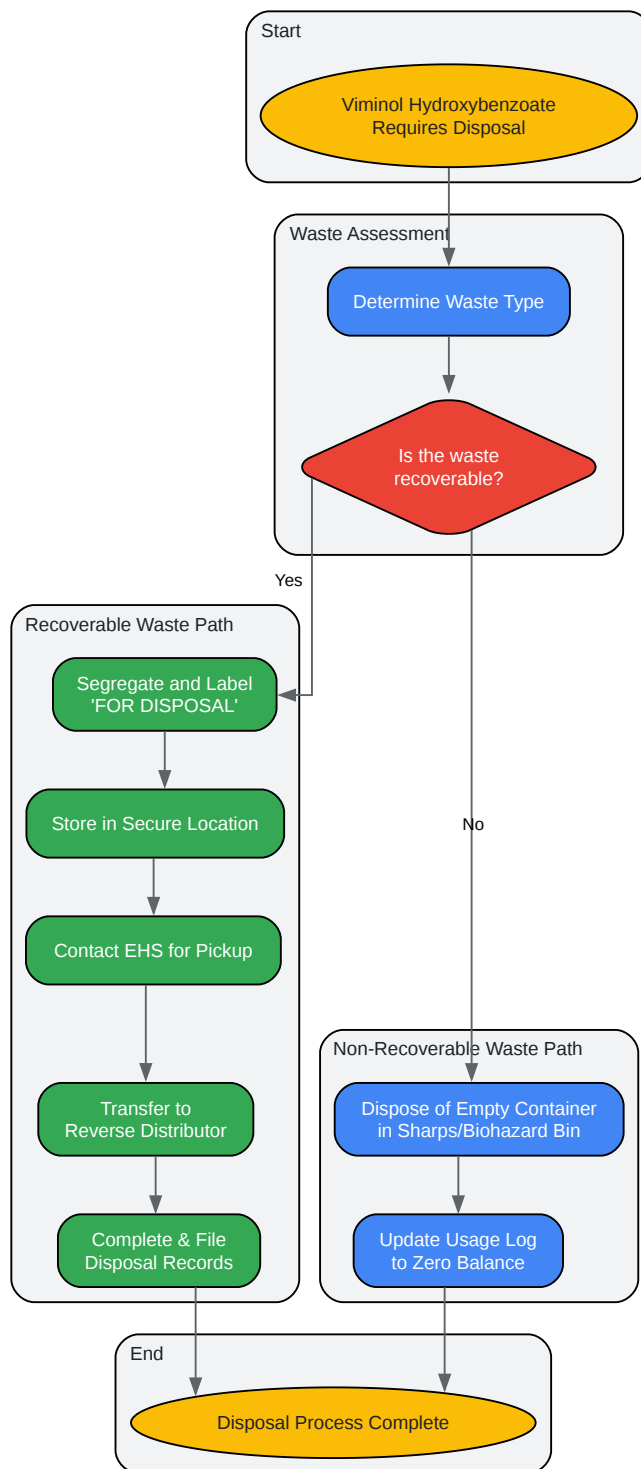 Start
Viminol Hydroxybenzoate
Requires Disposal
Waste Assessment
Determine Waste Type
Is the waste
recoverable?
Yes
Recoverable Waste Path
Segregate and Label
'FOR DISPOSAL'
Store in Secure Location
No
Contact EHS for Pickup
Non-Recoverable Waste Path
Transfer to
Reverse Distributor
Dispose of Empty Container
in Sharps/Biohazard Bin
Complete & File
Disposal Records
Update Usage Log
to Zero Balance
End
Disposal Process Complete